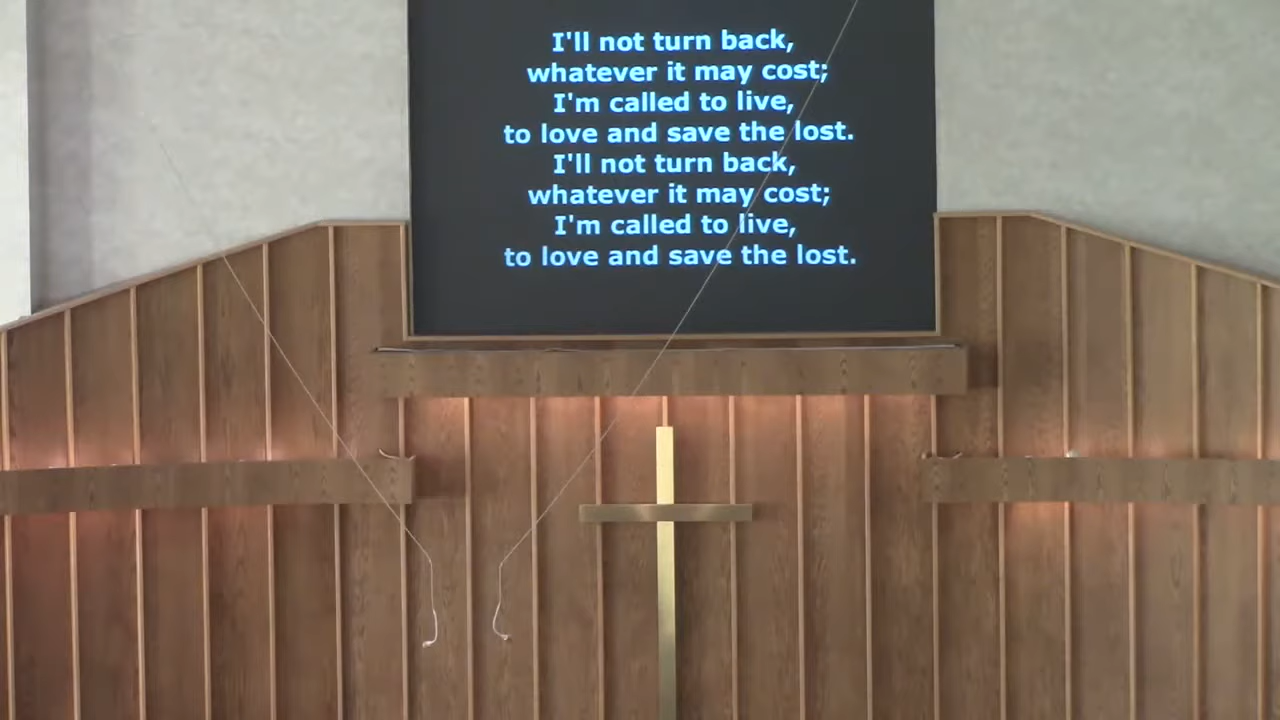 I'll not turn back,
whatever it may cost;
I'm called to live,
to love and save the lost.
I'll not turn back,
whatever it may cost;
I'm called to live,
to love and save the lost.